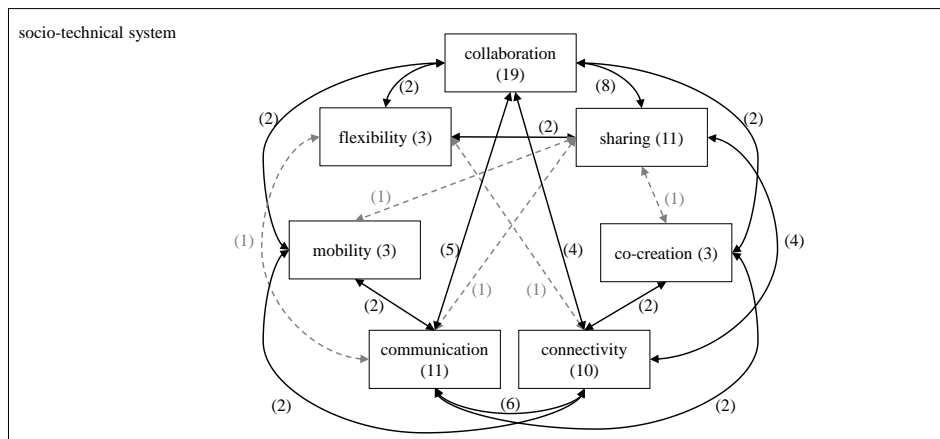 socio-technical system
collaboration
(19)
(2)
(8)
(2)
(2)
flexibility (3)
(2)
sharing (11)
(1)
(1)
(1)
mobility (3)
(5)
(4)
co-creation (3)
(4)
(2)
(1)
(1)
(2)
communication
(11)
connectivity
(10)
(2)
(6)
(2)